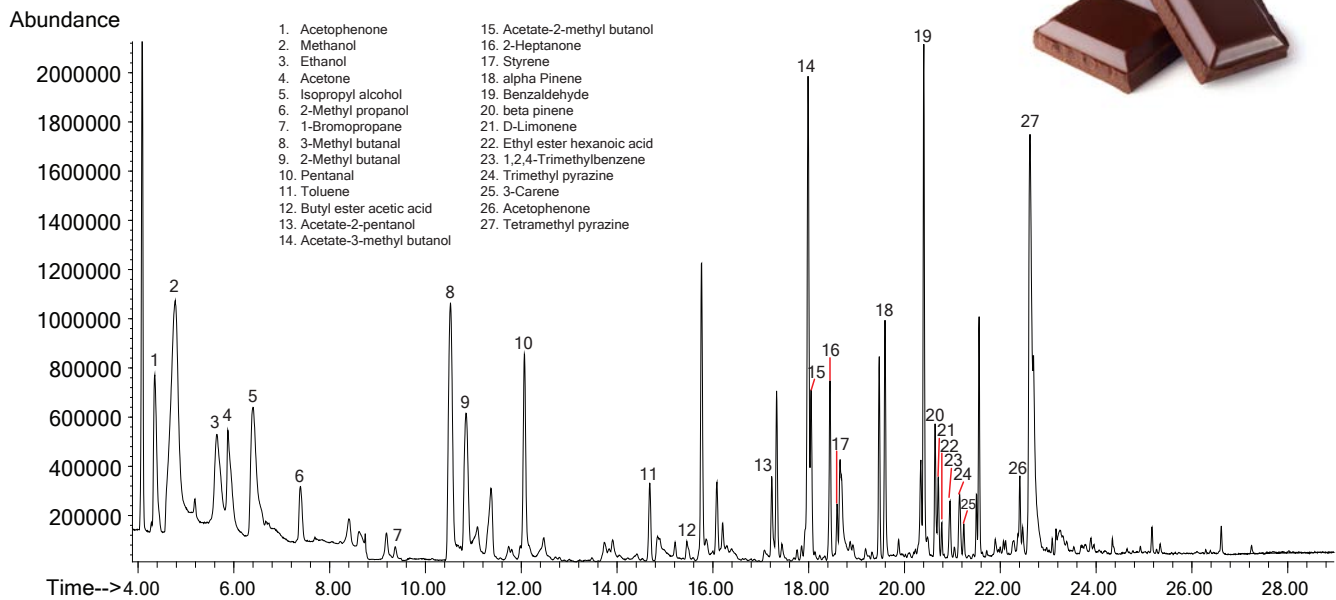 Abundance
1. Acetophenone
2. Methanol
3. Ethanol
4. Acetone
5. Isopropyl alcohol
6. 2-Methyl propanol
7. 1-Bromopropane
8. 3-Methyl butanal
9. 2-Methyl butanal
10. Pentanal
11. Toluene
12. Butyl ester acetic acid
13. Acetate-2-pentanol
14. Acetate-3-methyl butanol
15. Acetate-2-methyl butanol
16. 2-Heptanone
17. Styrene
18. alpha Pinene
19. Benzaldehyde
20. beta pinene
21. D-Limonene
22. Ethyl ester hexanoic acid
23. 1,2,4-Trimethylbenzene
24. Trimethyl pyrazine
25. 3-Carene
26. Acetophenone
27. Tetramethyl pyrazine
2000000
1800000
1600000
1400000
1200000
1000000
800000
600000
400000
200000
1
2
3
4
5
6
7
8
9
10
11
12
13
14
15
16
17
18
19
20
21
22
23
24
25
26
27
Time-->4.00 6.00 8.00 10.00 12.00 14.00 16.00 18.00 20.00 22.00 24.00 26.00 28.00